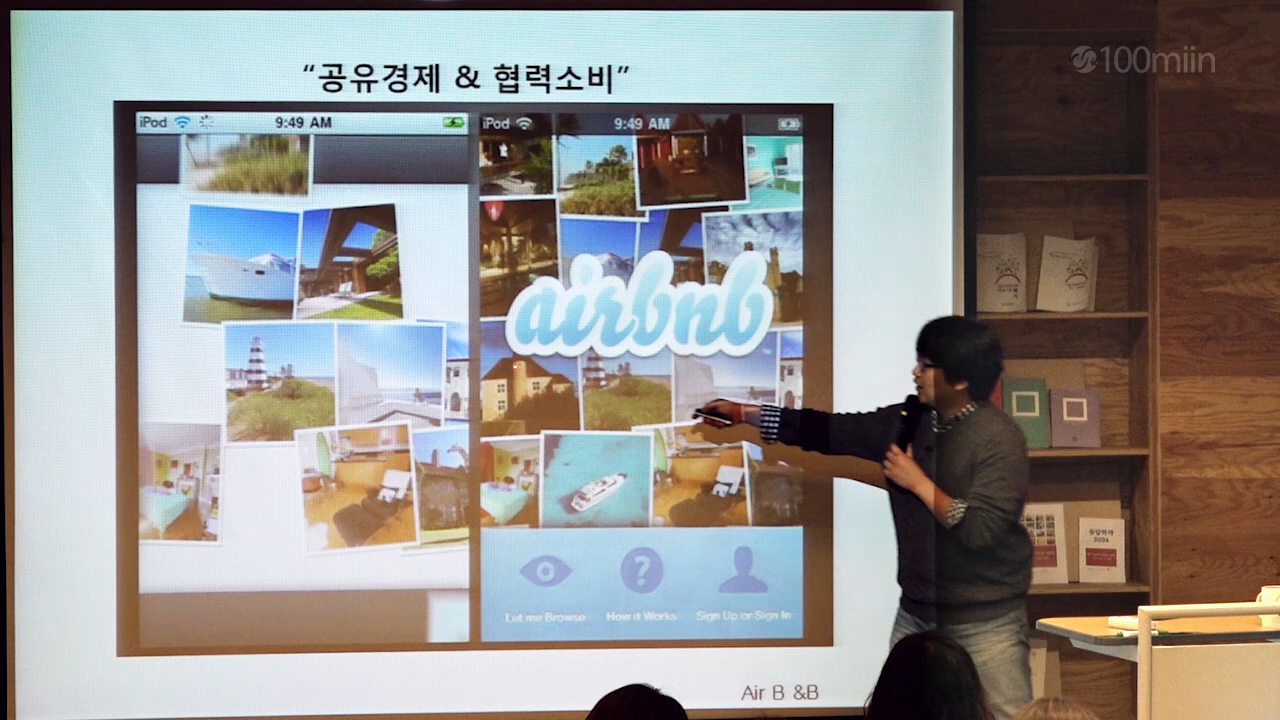 100miin
“공유경제 & 협력소비”
iPod 9:49 AM
iPod 9:49 AM
airbnb
Let me Browse
How it Works
Sign Up or Sign In
Air B &B